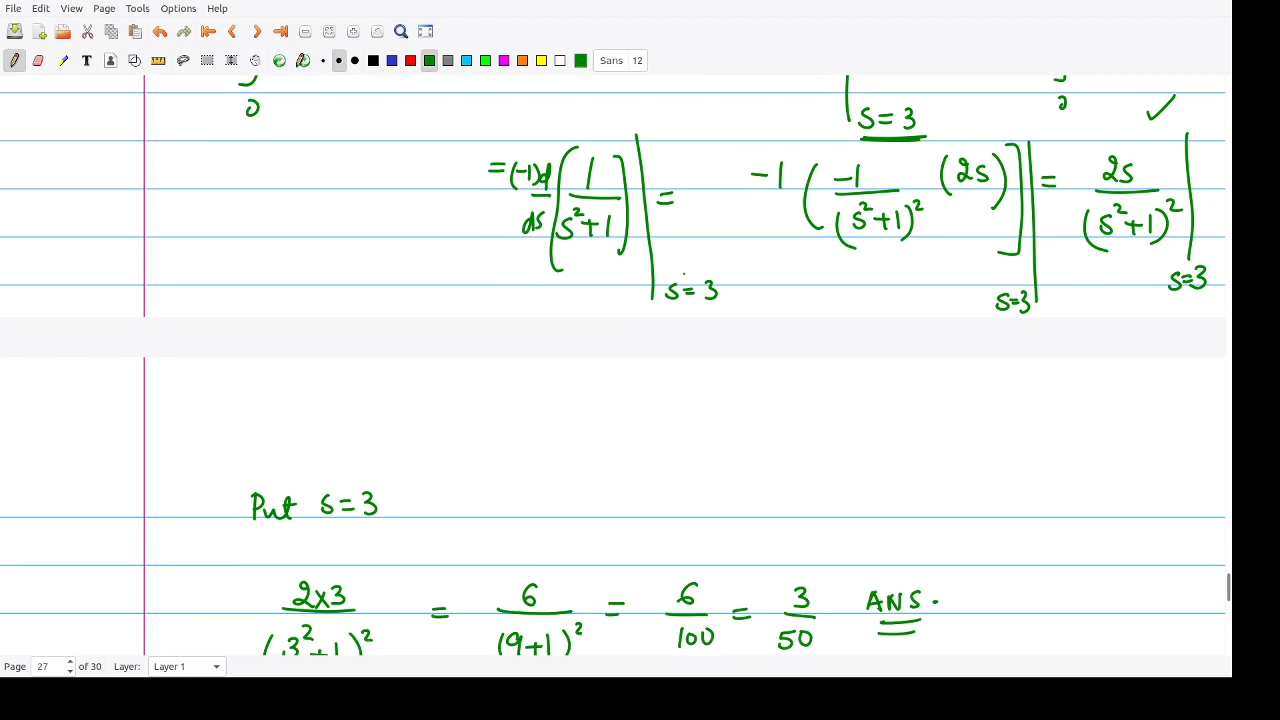 File Edit View Page Tools Options Help
T Sans 12
0 s=3 0 ✓
= (-1) d/ds (1/(s²+1)) |s=3 = -1 ( -1/(s²+1)² (2s) ) ] |s=3 = 2s/(s²+1)² |s=3
Put s=3
2×3/(3²+1)² = 6/(9+1)² = 6/100 = 3/50 ANS.
Page 27 of 30 Layer: Layer 1